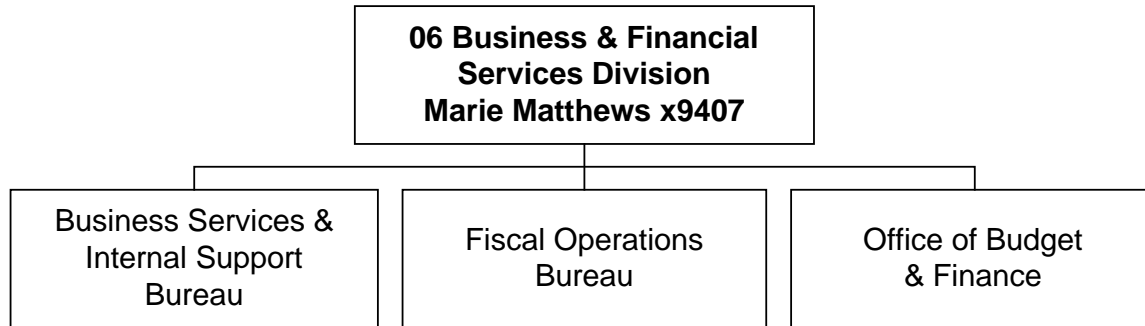 06 Business & Financial
Services Division
Marie Matthews x9407
Business Services &
Internal Support
Bureau
Fiscal Operations
Bureau
Office of Budget
& Finance